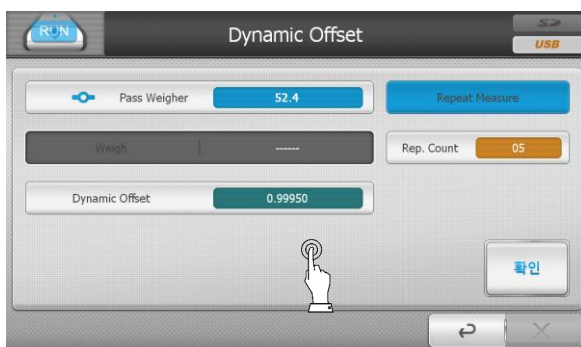 RUN
Dynamic Offset
SD
USB
Pass Weigher
52.4
Repeat Measure
Weigh
-----
Rep. Count
05
Dynamic Offset
0.99950
확인